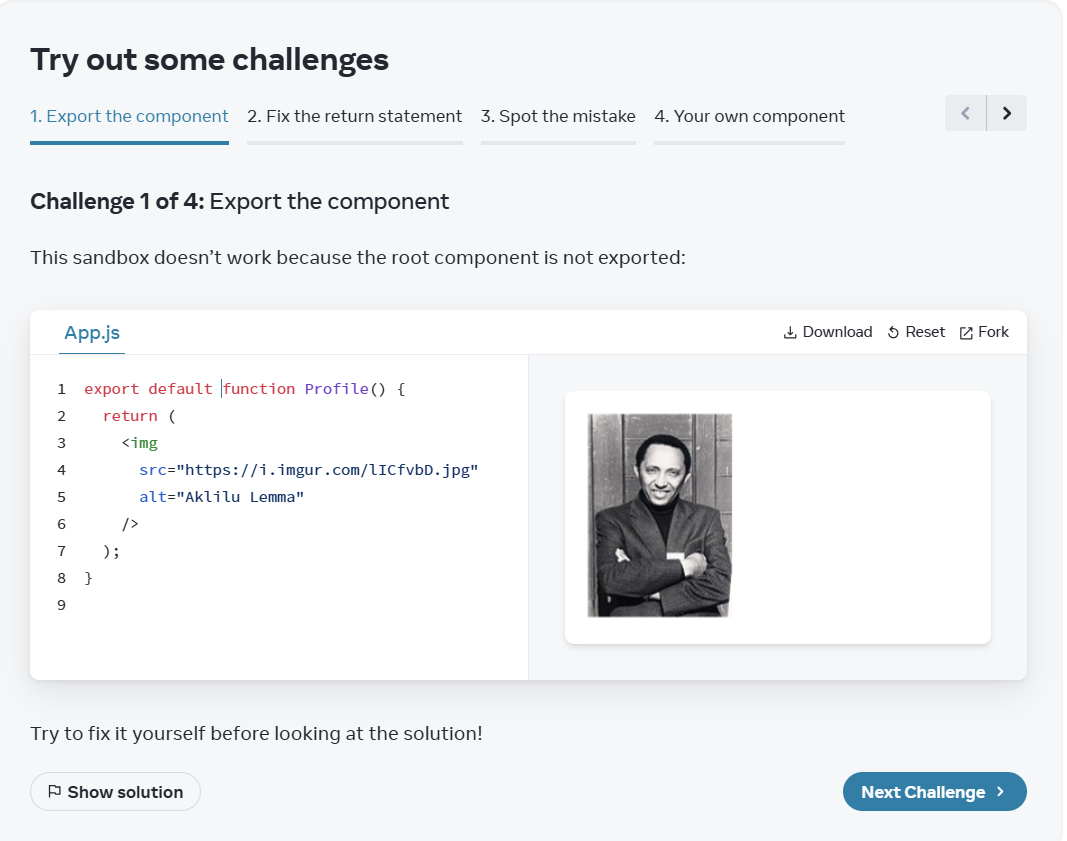 Try out some challenges
1. Export the component 2. Fix the return statement 3. Spot the mistake 4. Your own component
Challenge 1 of 4: Export the component
This sandbox doesn’t work because the root component is not exported:
App.js Download Reset Fork
1 export default function Profile() {
2   return (
3     <img
4       src="https://i.imgur.com/lICfvbD.jpg"
5       alt="Aklilu Lemma"
6     />
7   );
8 }
9
Try to fix it yourself before looking at the solution!
Show solution Next Challenge